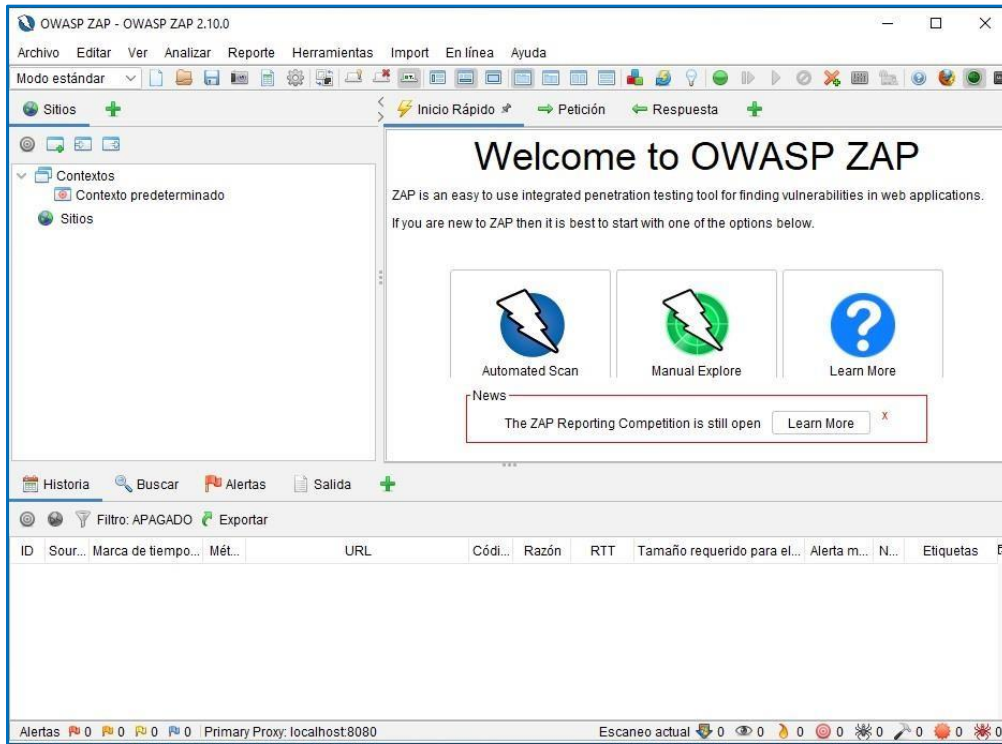 OWASP ZAP - OWASP ZAP 2.10.0
Archivo Editar Ver Analizar Reporte Herramientas Import En línea Ayuda
Modo estándar
Sitios
Inicio Rápido Petición Respuesta
Contextos
Contexto predeterminado
Sitios
Welcome to OWASP ZAP
ZAP is an easy to use integrated penetration testing tool for finding vulnerabilities in web applications.
If you are new to ZAP then it is best to start with one of the options below.
Automated Scan Manual Explore Learn More
News
The ZAP Reporting Competition is still open Learn More x
Historia Buscar Alertas Salida
Filtro: APAGADO Exportar
ID Sour... Marca de tiempo... Mét... URL Códi... Razón RTT Tamaño requerido para el... Alerta m... N... Etiquetas
Alertas 0 0 0 0 Primary Proxy: localhost:8080 Escaneo actual 0 0 0 0 0 0 0 0